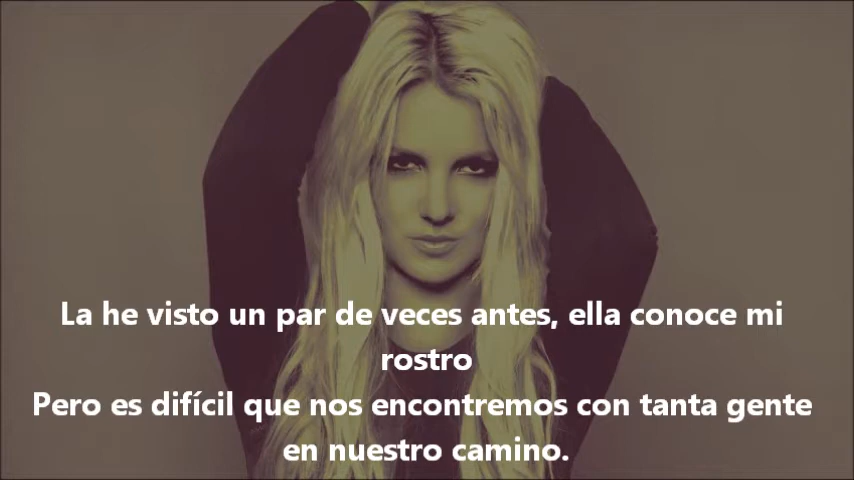 La he visto un par de veces antes, ella conoce mi
rostro
Pero es difícil que nos encontremos con tanta gente
en nuestro camino.